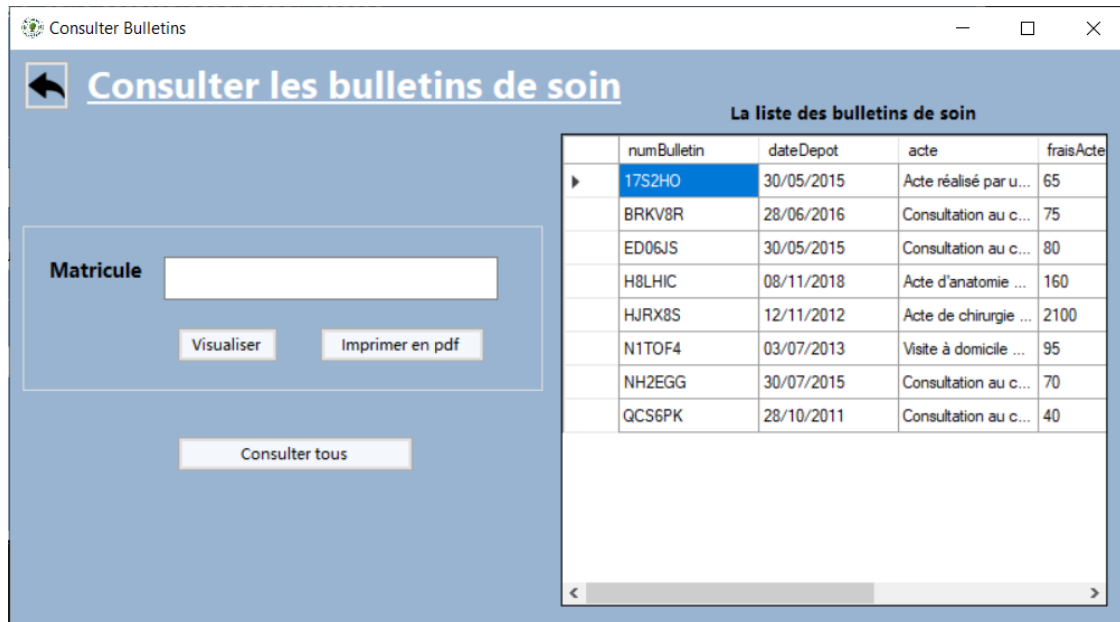 Consulter Bulletins
Consulter les bulletins de soin
La liste des bulletins de soin
numBulletin dateDepot acte fraisActe
17S2HO 30/05/2015 Acte réalisé par u... 65
BRKV8R 28/06/2016 Consultation au c... 75
ED06JS 30/05/2015 Consultation au c... 80
H8LHIC 08/11/2018 Acte d'anatomie ... 160
HJRX8S 12/11/2012 Acte de chirurgie ... 2100
N1TOF4 03/07/2013 Visite à domicile ... 95
NH2EGG 30/07/2015 Consultation au c... 70
QCS6PK 28/10/2011 Consultation au c... 40
Matricule
Visualiser Imprimer en pdf
Consulter tous